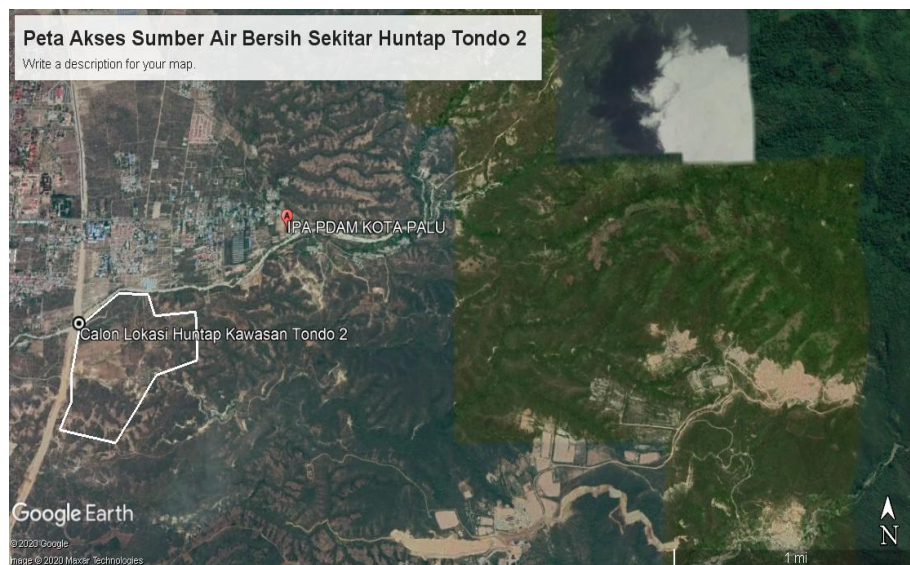 Peta Akses Sumber Air Bersih Sekitar Huntap Tondo 2
Write a description for your map.
A
IPA PDAM KOTA PALU
Calon Lokasi Huntap Kawasan Tondo 2
Google Earth
© 2020 Google
Image © 2020 Maxar Technologies
N
1 mi